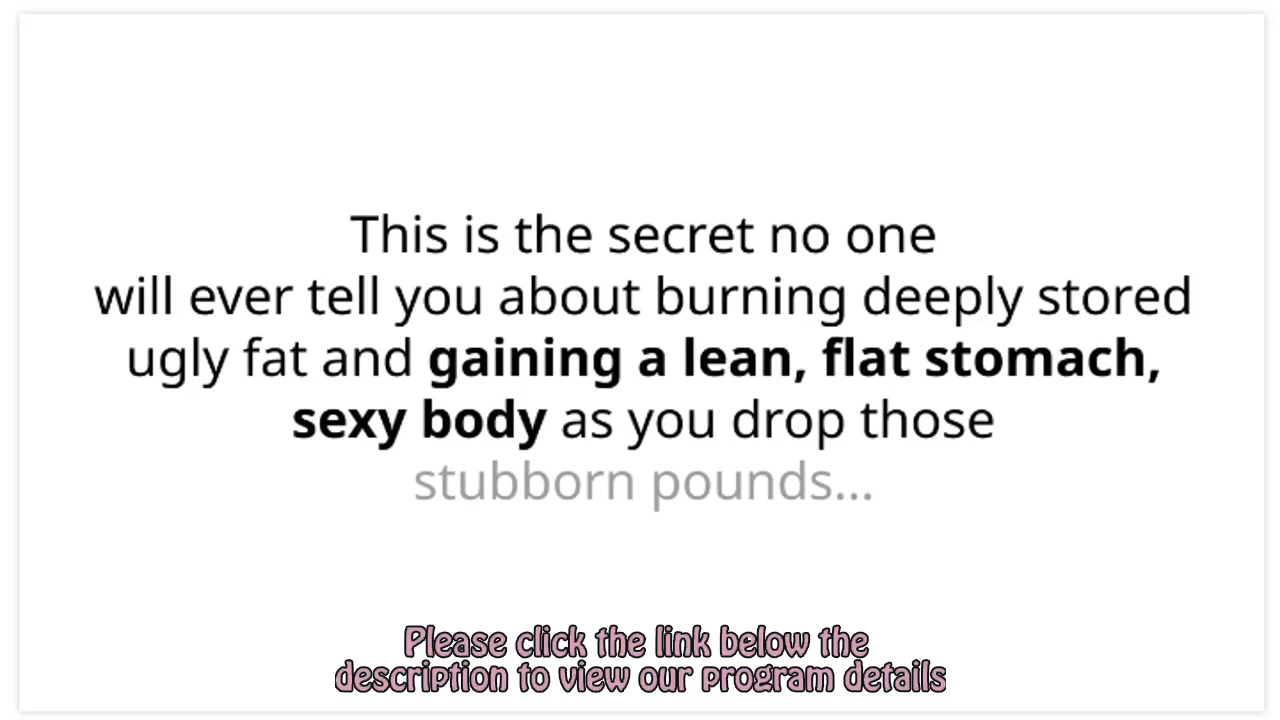 This is the secret no one
will ever tell you about burning deeply stored
ugly fat and gaining a lean, flat stomach,
sexy body as you drop those
stubborn pounds...
Please click the link below the
description to view our program details